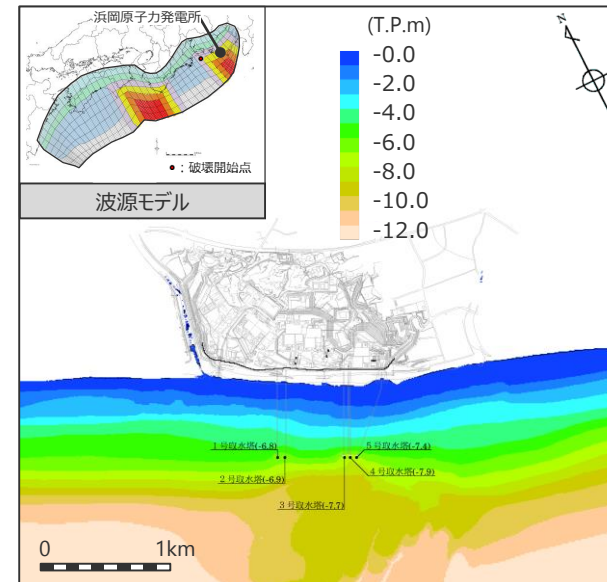 浜岡原子力発電所
●：破壊開始点
波源モデル
(T.P.m)
-0.0
-2.0
-4.0
-6.0
-8.0
-10.0
-12.0
N
1号取水塔(-6.8)
2号取水塔(-6.9)
3号取水塔(-7.7)
5号取水塔(-7.4)
4号取水塔(-7.9)
0 1km